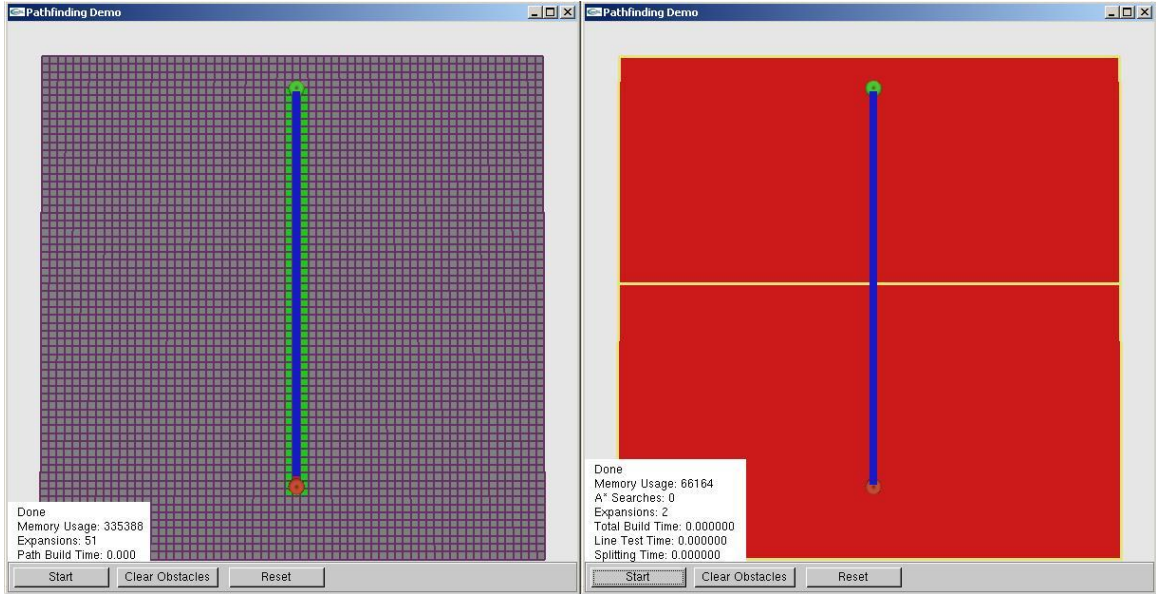 Pathfinding Demo
Done
Memory Usage: 335388
Expansions: 51
Path Build Time: 0.000
Start
Clear Obstacles
Reset
Pathfinding Demo
Done
Memory Usage: 66164
A* Searches: 0
Expansions: 2
Total Build Time: 0.000000
Line Test Time: 0.000000
Splitting Time: 0.000000
Start
Clear Obstacles
Reset